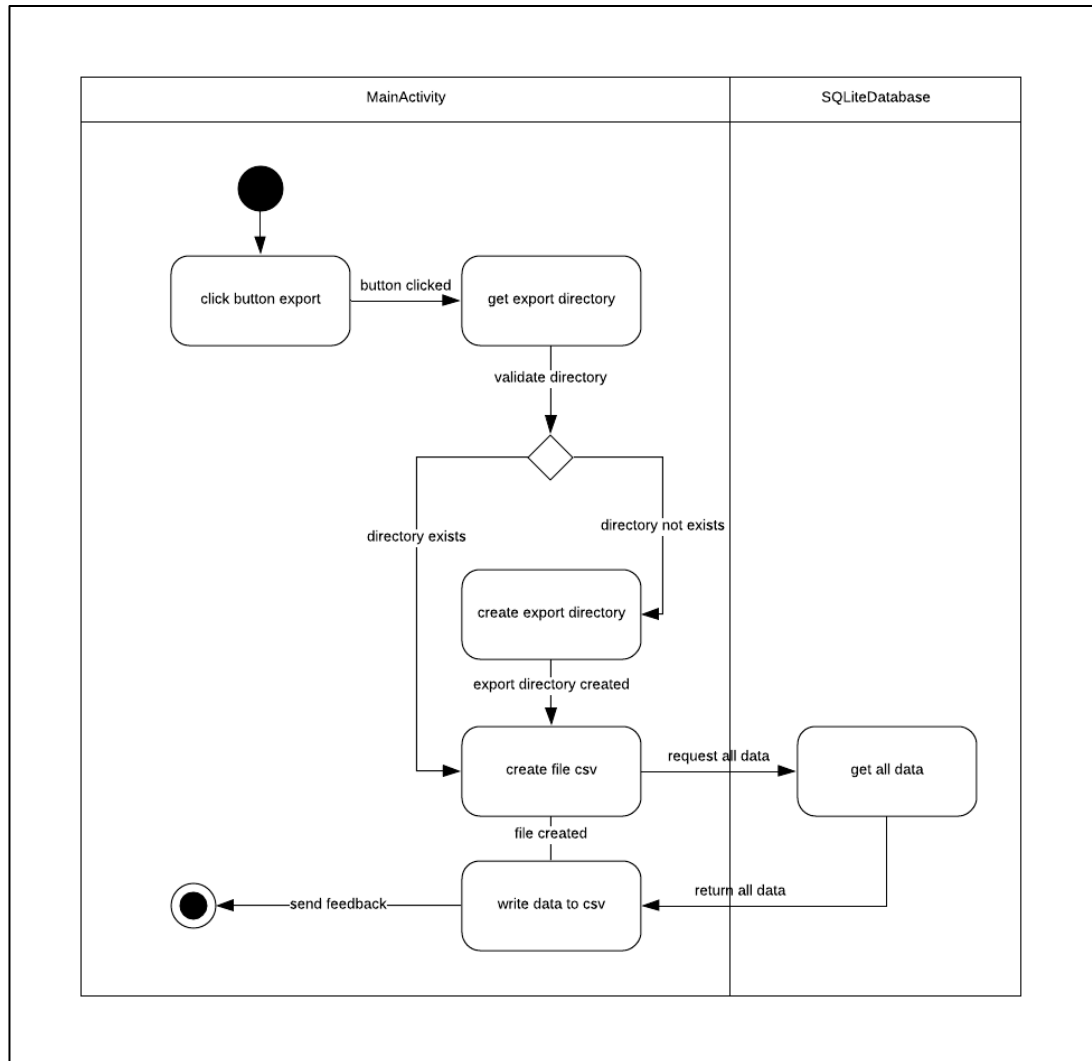 MainActivity
SQLiteDatabase
click button export
button clicked
get export directory
validate directory
directory exists
directory not exists
create export directory
export directory created
create file csv
request all data
get all data
file created
send feedback
write data to csv
return all data